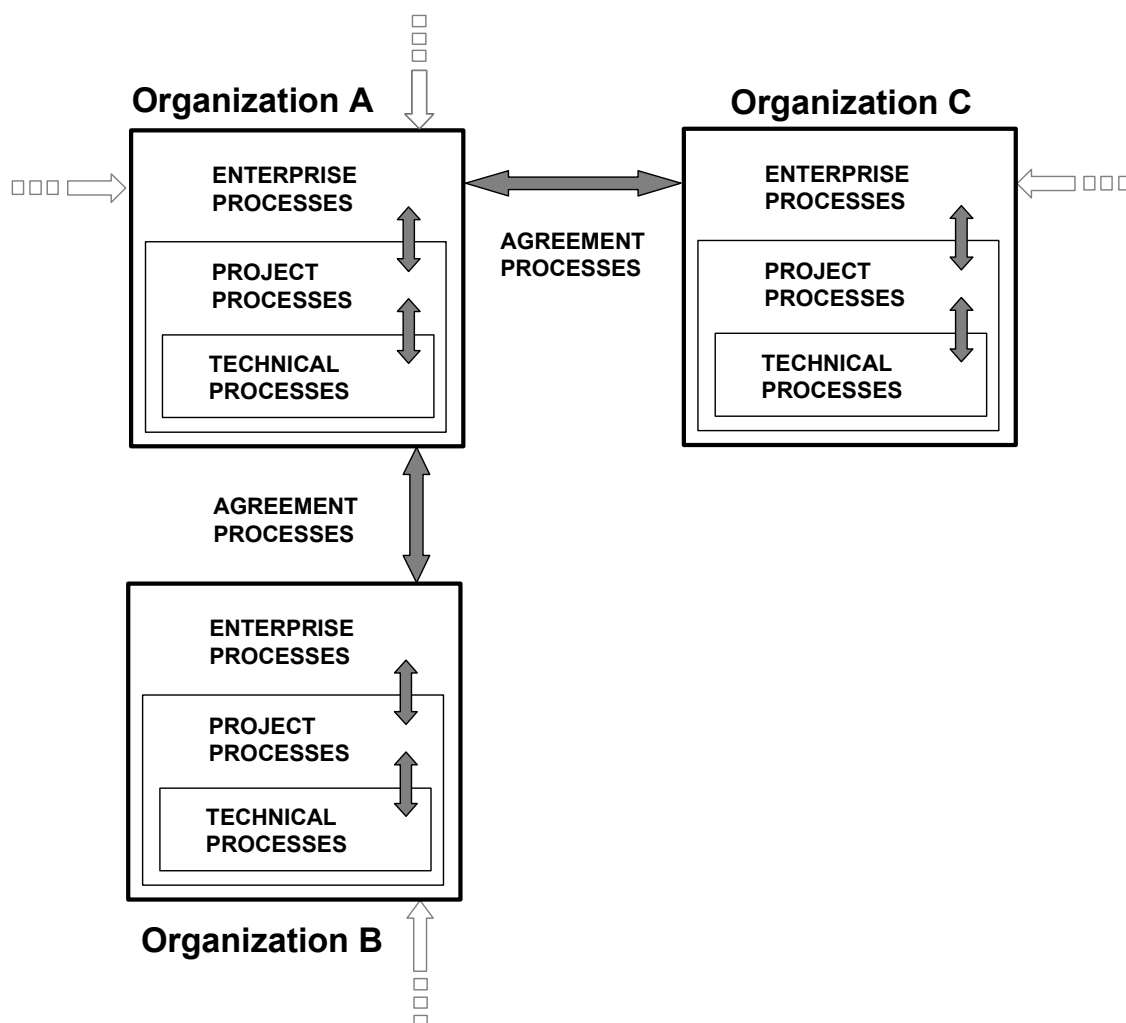 Organization A
ENTERPRISE
PROCESSES
PROJECT
PROCESSES
TECHNICAL
PROCESSES
AGREEMENT
PROCESSES
Organization C
ENTERPRISE
PROCESSES
PROJECT
PROCESSES
TECHNICAL
PROCESSES
AGREEMENT
PROCESSES
ENTERPRISE
PROCESSES
PROJECT
PROCESSES
TECHNICAL
PROCESSES
Organization B